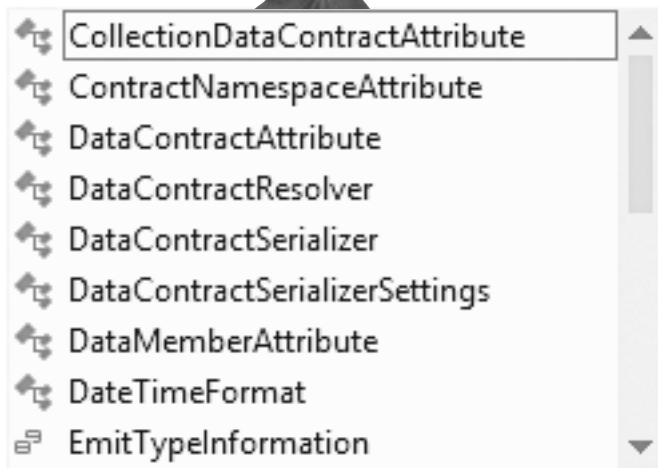 CollectionDataContractAttribute
ContractNamespaceAttribute
DataContractAttribute
DataContractResolver
DataContractSerializer
DataContractSerializerSettings
DataMemberAttribute
DateTimeFormat
EmitTypeInformation